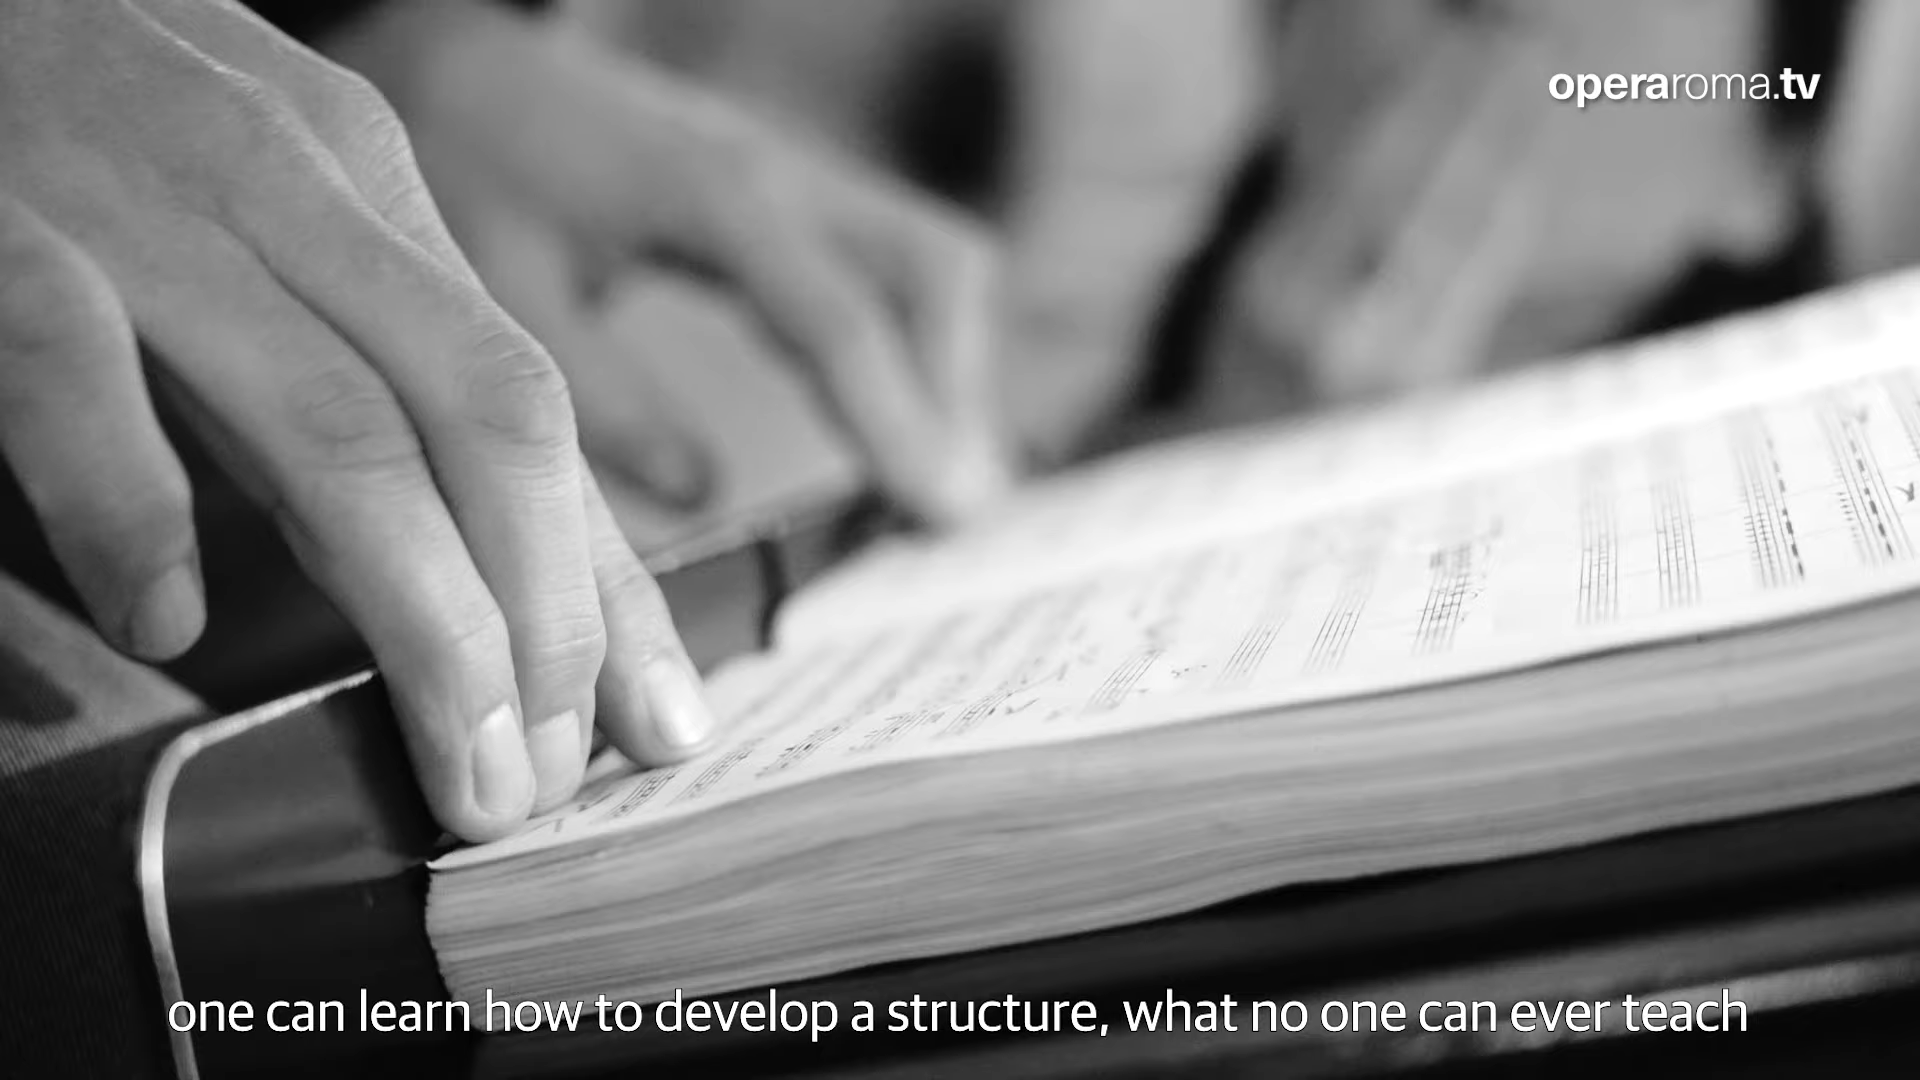 operaroma.tv
one can learn how to develop a structure, what no one can ever teach